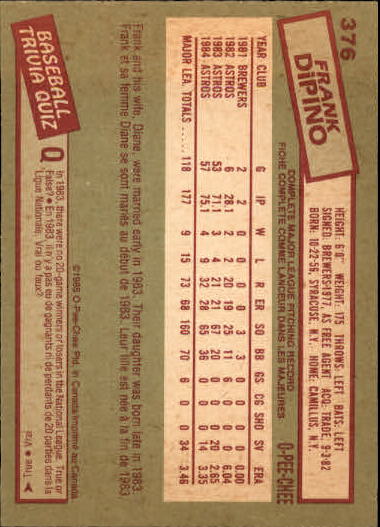 376
FRANK
DiPINO
HEIGHT: 6'0" WEIGHT: 175 THROWS: LEFT BATS: LEFT
SIGNED: BREWERS-1977, AS FREE AGENT ACQ: TRADE, 9-3-82
BORN: 10-22-56, SYRACUSE, N.Y. HOME: CAMILLUS, N.Y.
COMPLETE MAJOR LEAGUE PITCHING RECORD
FICHE COMPLETE COMME LANCEUR DANS LES MAJEURES
O-PEE-CHEE
YEAR CLUB G IP W L R ER SO BB GS CG SHO SV ERA
1981 BREWERS 2 2 0 0 0 0 3 3 0 0 0 0 0.00
1982 ASTROS 6 28.1 2 2 20 19 25 11 6 0 0 0 6.04
1983 ASTROS 53 71.1 3 4 21 21 67 20 0 0 0 20 2.65
1984 ASTROS 57 75.1 4 9 32 28 65 36 0 0 0 14 3.35
MAJOR LEA. TOTALS 118 177 9 15 73 68 160 70 6 0 0 34 3.46
Frank and his wife, Diane, were married early in 1983. Their daughter was born late in 1983.
Frank et sa femme Diane se sont mariés au début de 1983. Leur fille est née à la fin de 1983
©1985 O-Pee-Chee Ptd. in Canada/Imprimé au Canada
BASEBALL
TRIVIA QUIZ
Q
In 1983, there were no 20-game winners or losers in the National League. True or
False? • En 1983, il n'y a pas eu de gagnants ni de perdants de 20 parties dans la
Ligue Nationale. Vrai ou faux?
A
True • Vrai